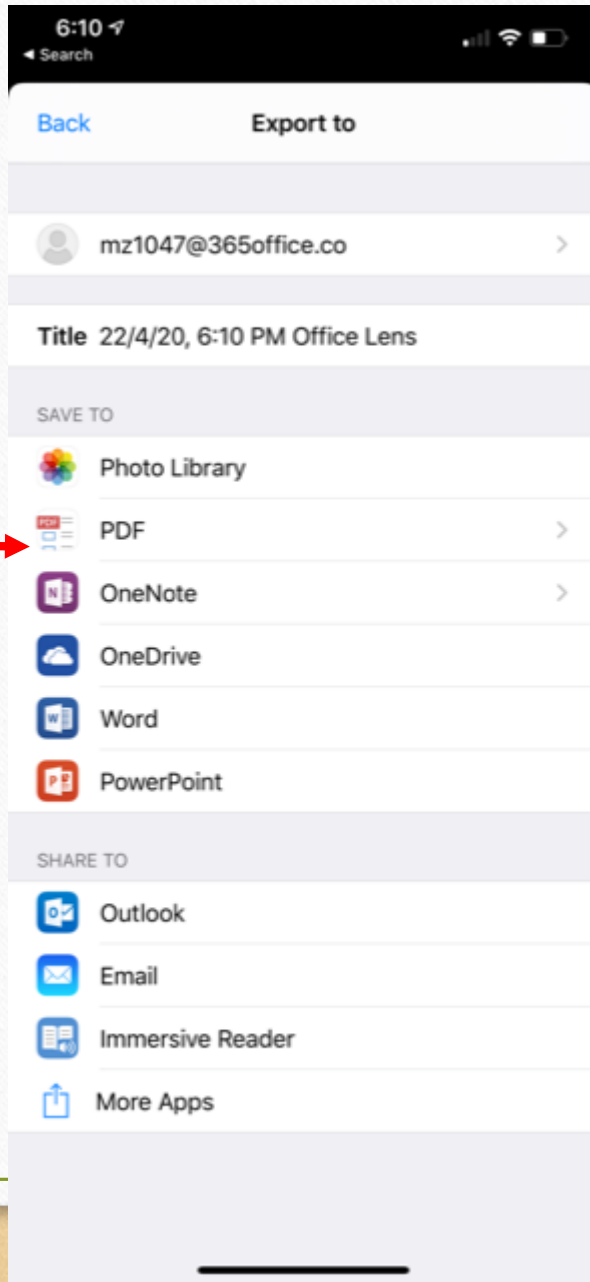 6:10
◀ Search
Back
Export to
mz1047@365office.co
Title 22/4/20, 6:10 PM Office Lens
SAVE TO
Photo Library
PDF
PDF
OneNote
N
OneDrive
Word
W
PowerPoint
P
SHARE TO
Outlook
o
Email
Immersive Reader
More Apps